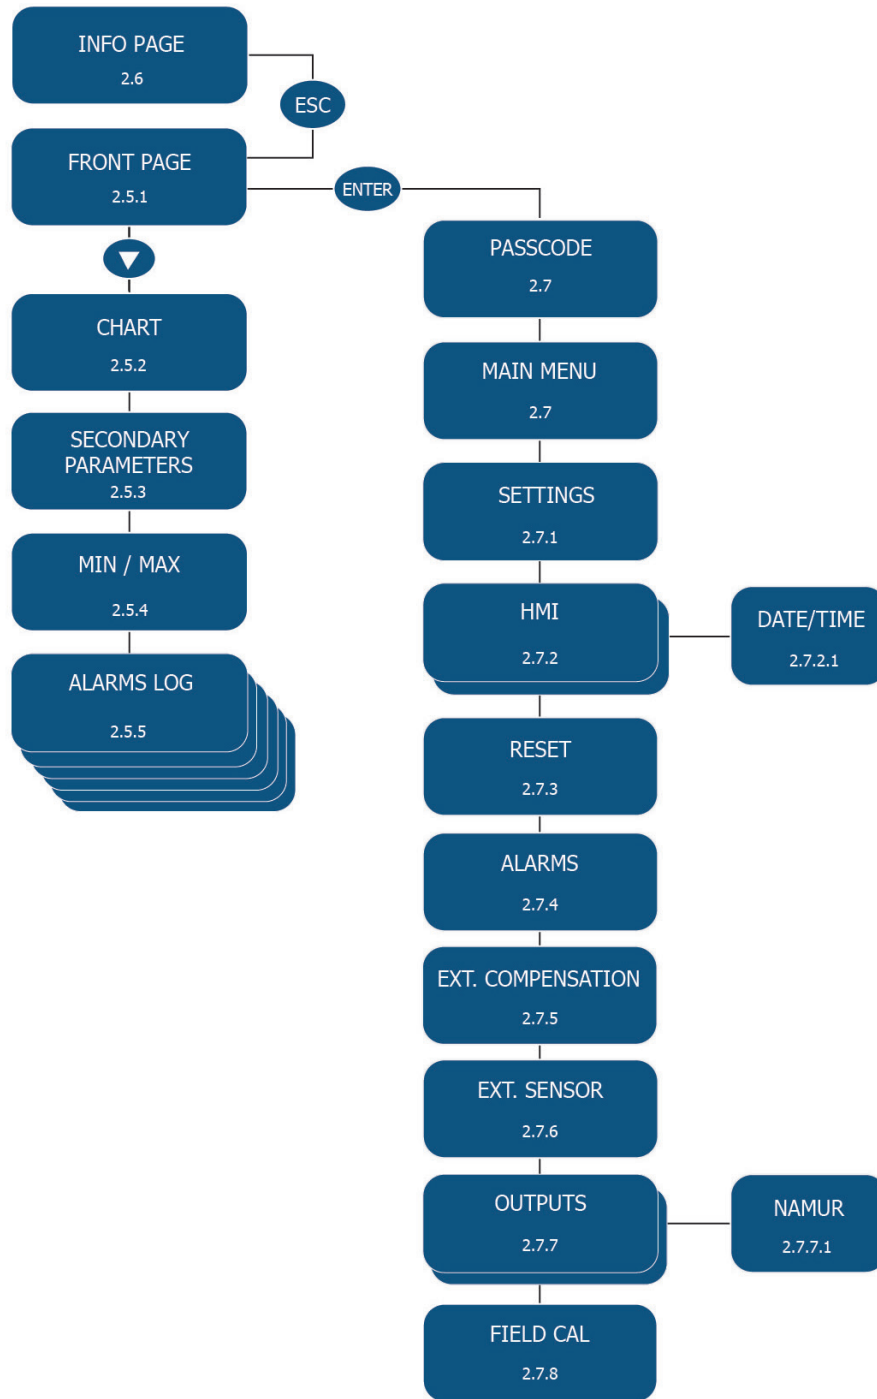 INFO PAGE
2.6
ESC
FRONT PAGE
2.5.1
ENTER
PASSCODE
2.7
CHART
2.5.2
MAIN MENU
2.7
SECONDARY
PARAMETERS
2.5.3
SETTINGS
2.7.1
MIN / MAX
2.5.4
HMI
2.7.2
DATE/TIME
2.7.2.1
ALARMS LOG
2.5.5
RESET
2.7.3
ALARMS
2.7.4
EXT. COMPENSATION
2.7.5
EXT. SENSOR
2.7.6
OUTPUTS
2.7.7
NAMUR
2.7.7.1
FIELD CAL
2.7.8